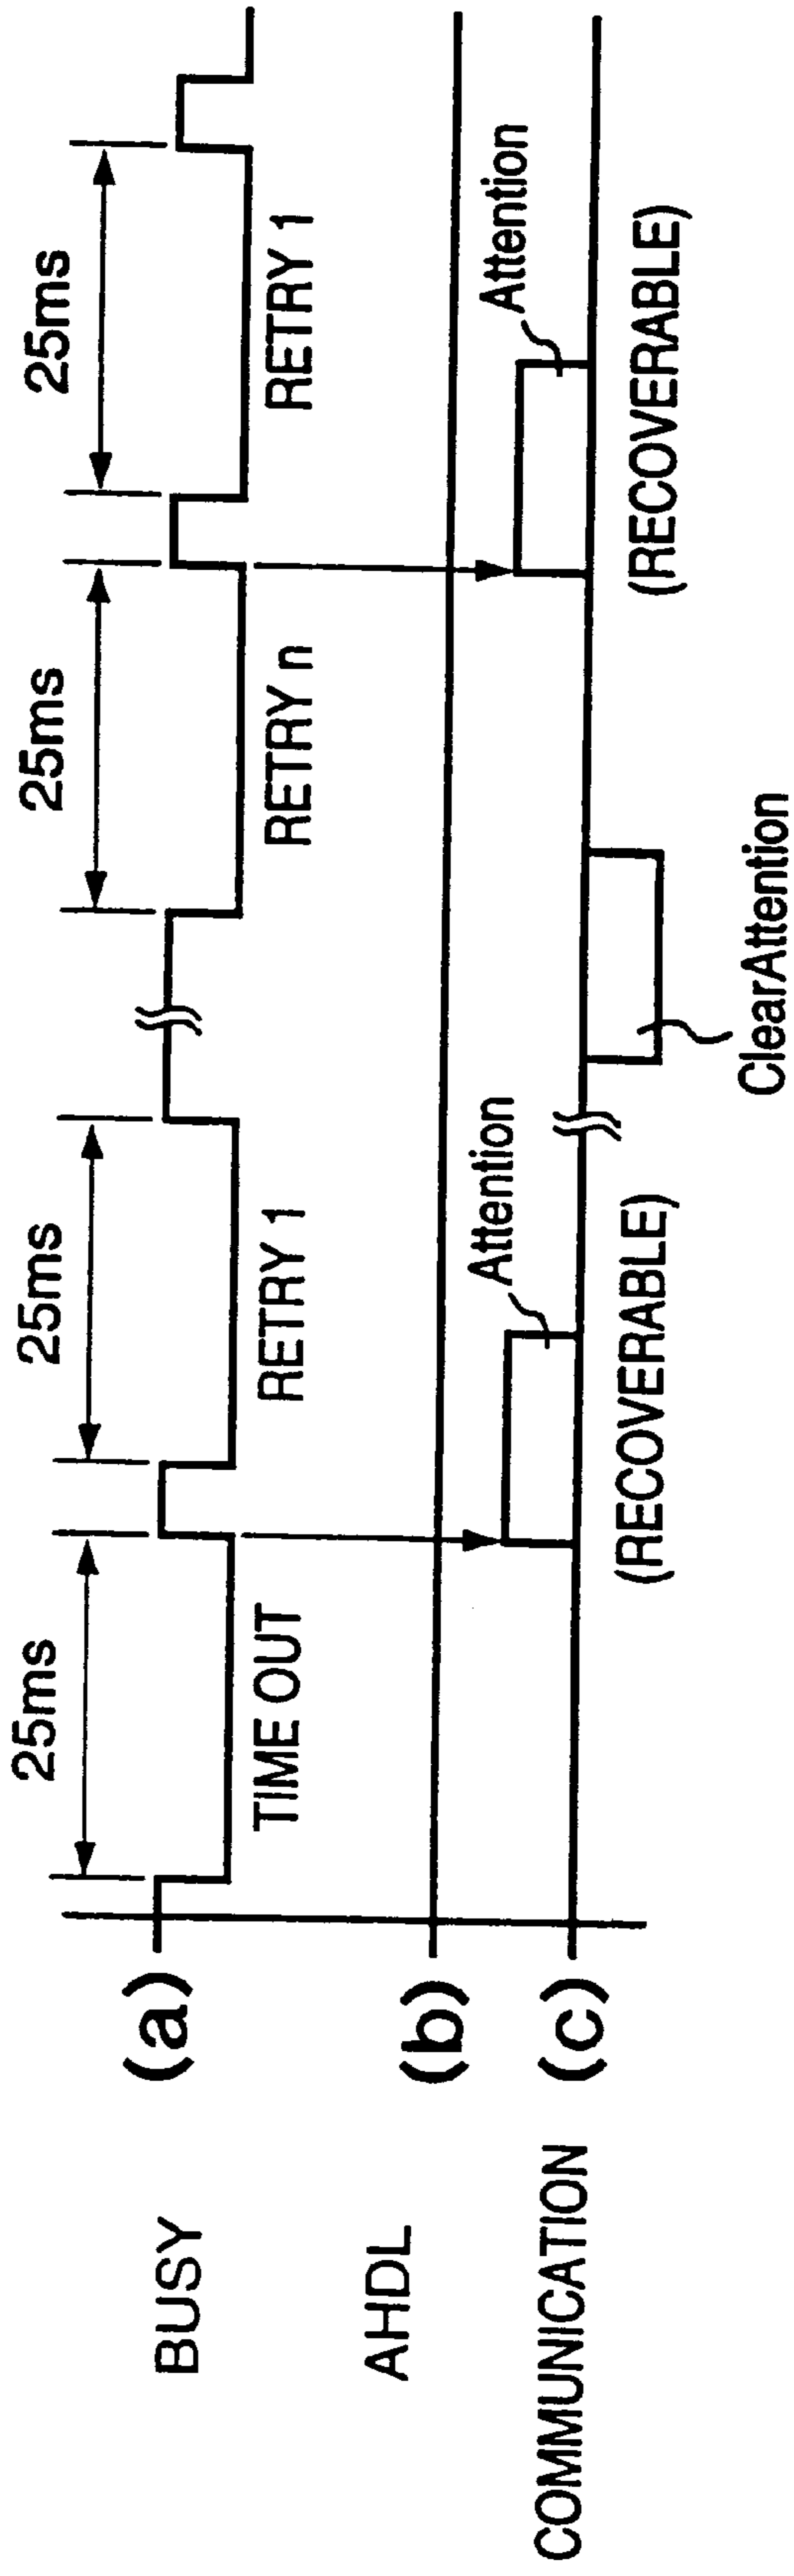 25ms 25ms 25ms 25ms
BUSY (a)
TIME OUT RETRY 1 RETRY n RETRY 1
AHDL (b)
Attention Attention
COMMUNICATION (c)
(RECOVERABLE) (RECOVERABLE)
ClearAttention